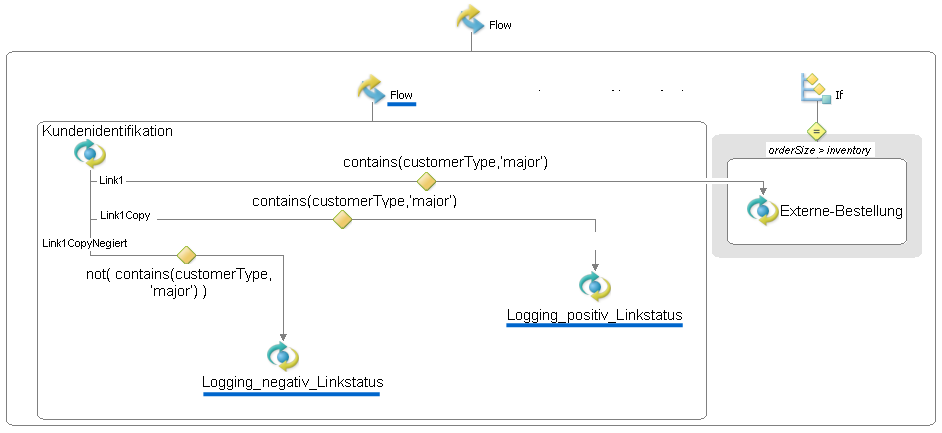 Flow
Flow
If
Kundenidentifikation
orderSize > inventory
contains(customerType,'major')
Link1
contains(customerType,'major')
Link1Copy
Externe-Bestellung
Link1CopyNegiert
not( contains(customerType,
'major') )
Logging_positiv_Linkstatus
Logging_negativ_Linkstatus